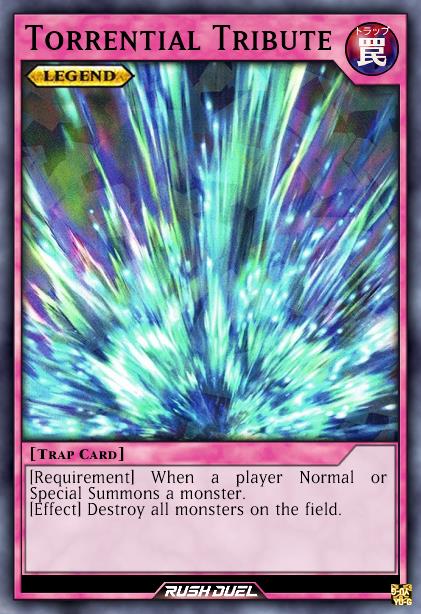 TORRENTIAL TRIBUTE
トラップ
罠
LEGEND
[TRAP CARD]
[Requirement] When a player Normal or
Special Summons a monster.
[Effect] Destroy all monsters on the field.
RUSH DUEL